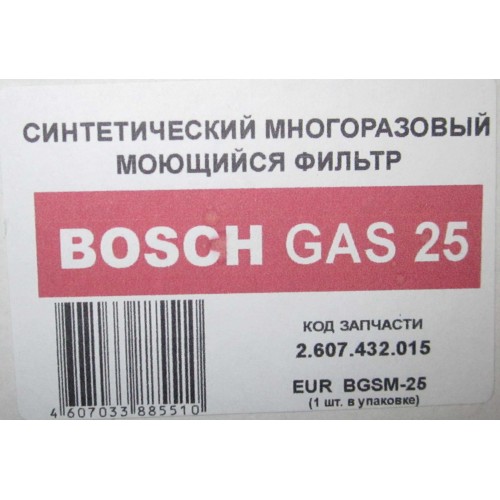 СИНТЕТИЧЕСКИЙ МНОГОРАЗОВЫЙ
МОЮЩИЙСЯ ФИЛЬТР
BOSCH GAS 25
КОД ЗАПЧАСТИ
2.607.432.015
EUR BGSM-25
(1 шт. в упаковке)
4 607033 885510